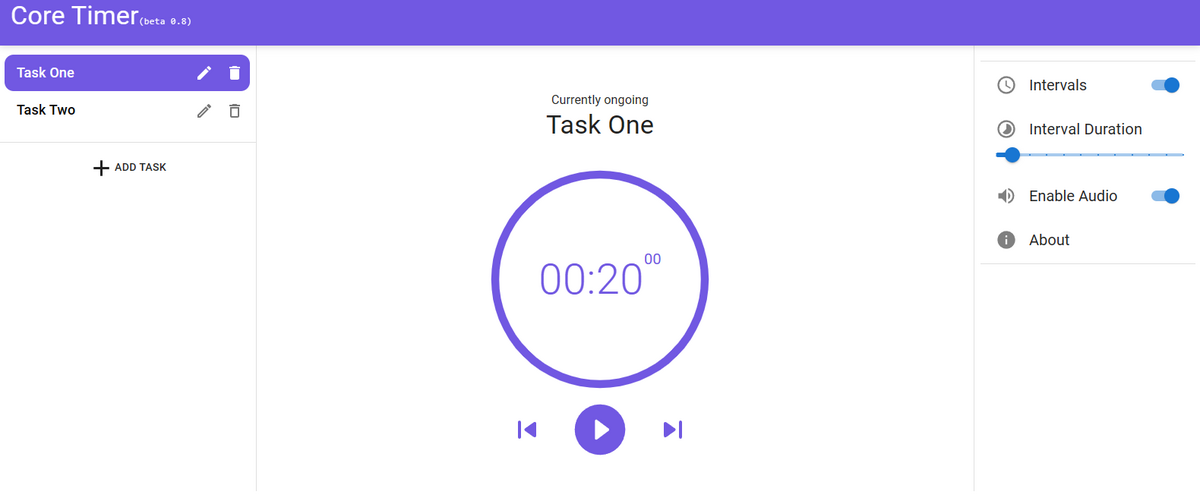 Core Timer(beta 0.8)
Task One
Task Two
ADD TASK
Currently ongoing
Task One
00:20 00
Intervals
Interval Duration
Enable Audio
About